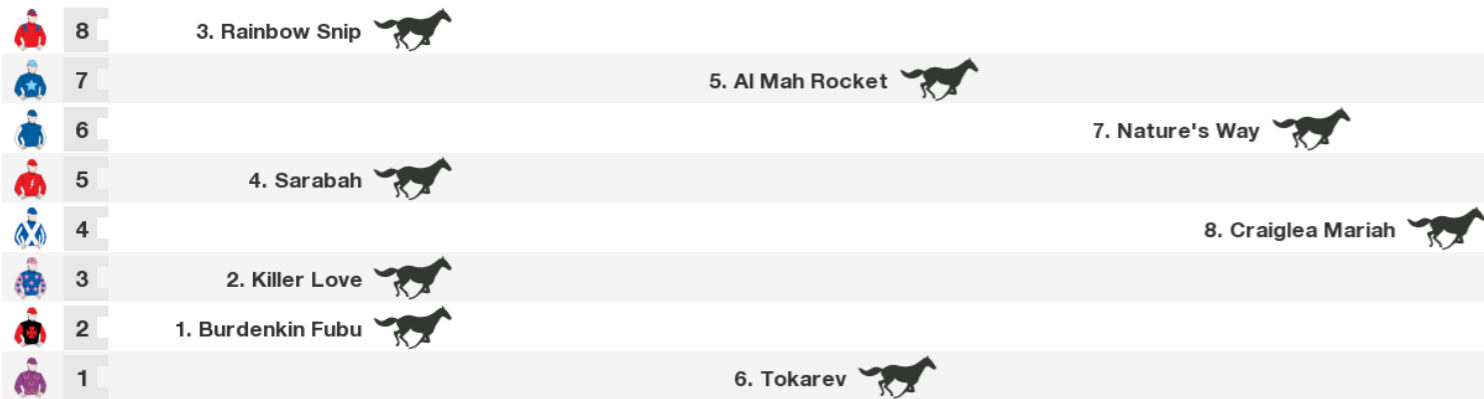 8 3. Rainbow Snip
7 5. Al Mah Rocket
6 7. Nature's Way
5 4. Sarabah
4 8. Craiglea Mariah
3 2. Killer Love
2 1. Burdenkin Fubu
1 6. Tokarev